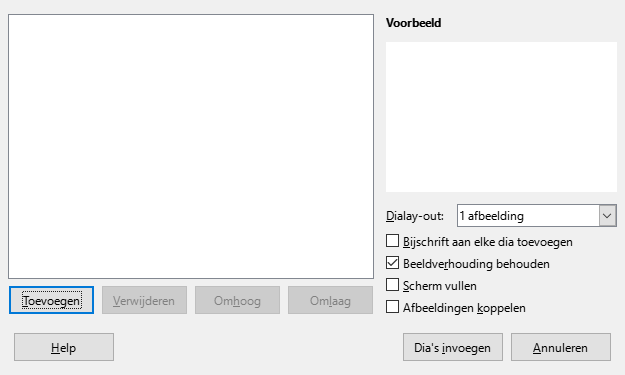 Voorbeeld
Dialay-out: 1 afbeelding
Bijschrift aan elke dia toevoegen
Beeldverhouding behouden
Scherm vullen
Afbeeldingen koppelen
Toevoegen Verwijderen Omhoog Omlaag
Help Dia's invoegen Annuleren